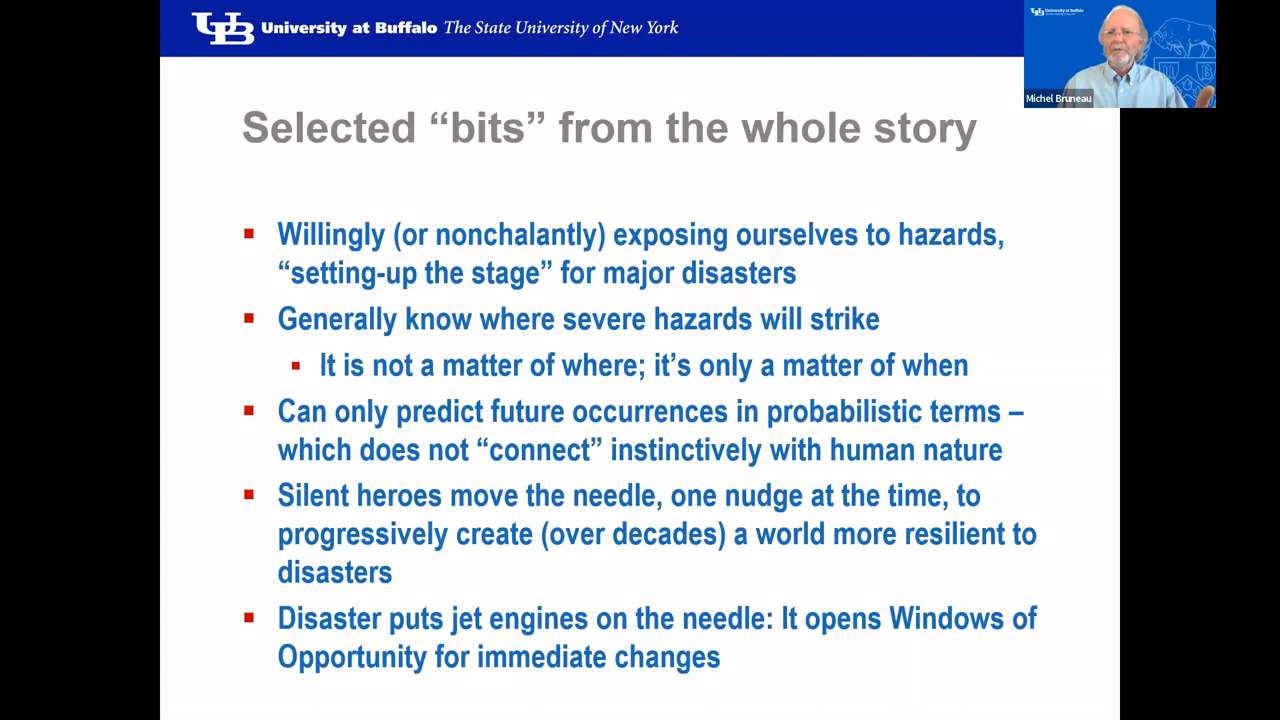 University at Buffalo The State University of New York
University at Buffalo
Michel Bruneau
Selected “bits” from the whole story
Willingly (or nonchalantly) exposing ourselves to hazards,
“setting-up the stage” for major disasters
Generally know where severe hazards will strike
It is not a matter of where; it’s only a matter of when
Can only predict future occurrences in probabilistic terms –
which does not “connect” instinctively with human nature
Silent heroes move the needle, one nudge at the time, to
progressively create (over decades) a world more resilient to
disasters
Disaster puts jet engines on the needle: It opens Windows of
Opportunity for immediate changes